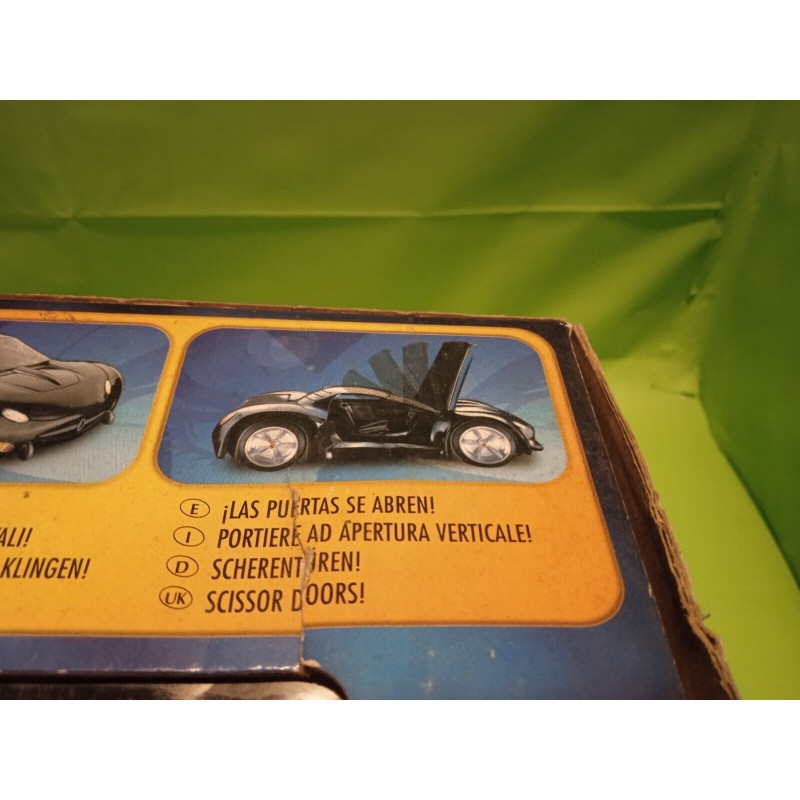 ALI!
KLINGEN!
E ¡LAS PUERTAS SE ABREN!
I PORTIERE AD APERTURA VERTICALE!
D SCHERENTÜREN!
UK SCISSOR DOORS!